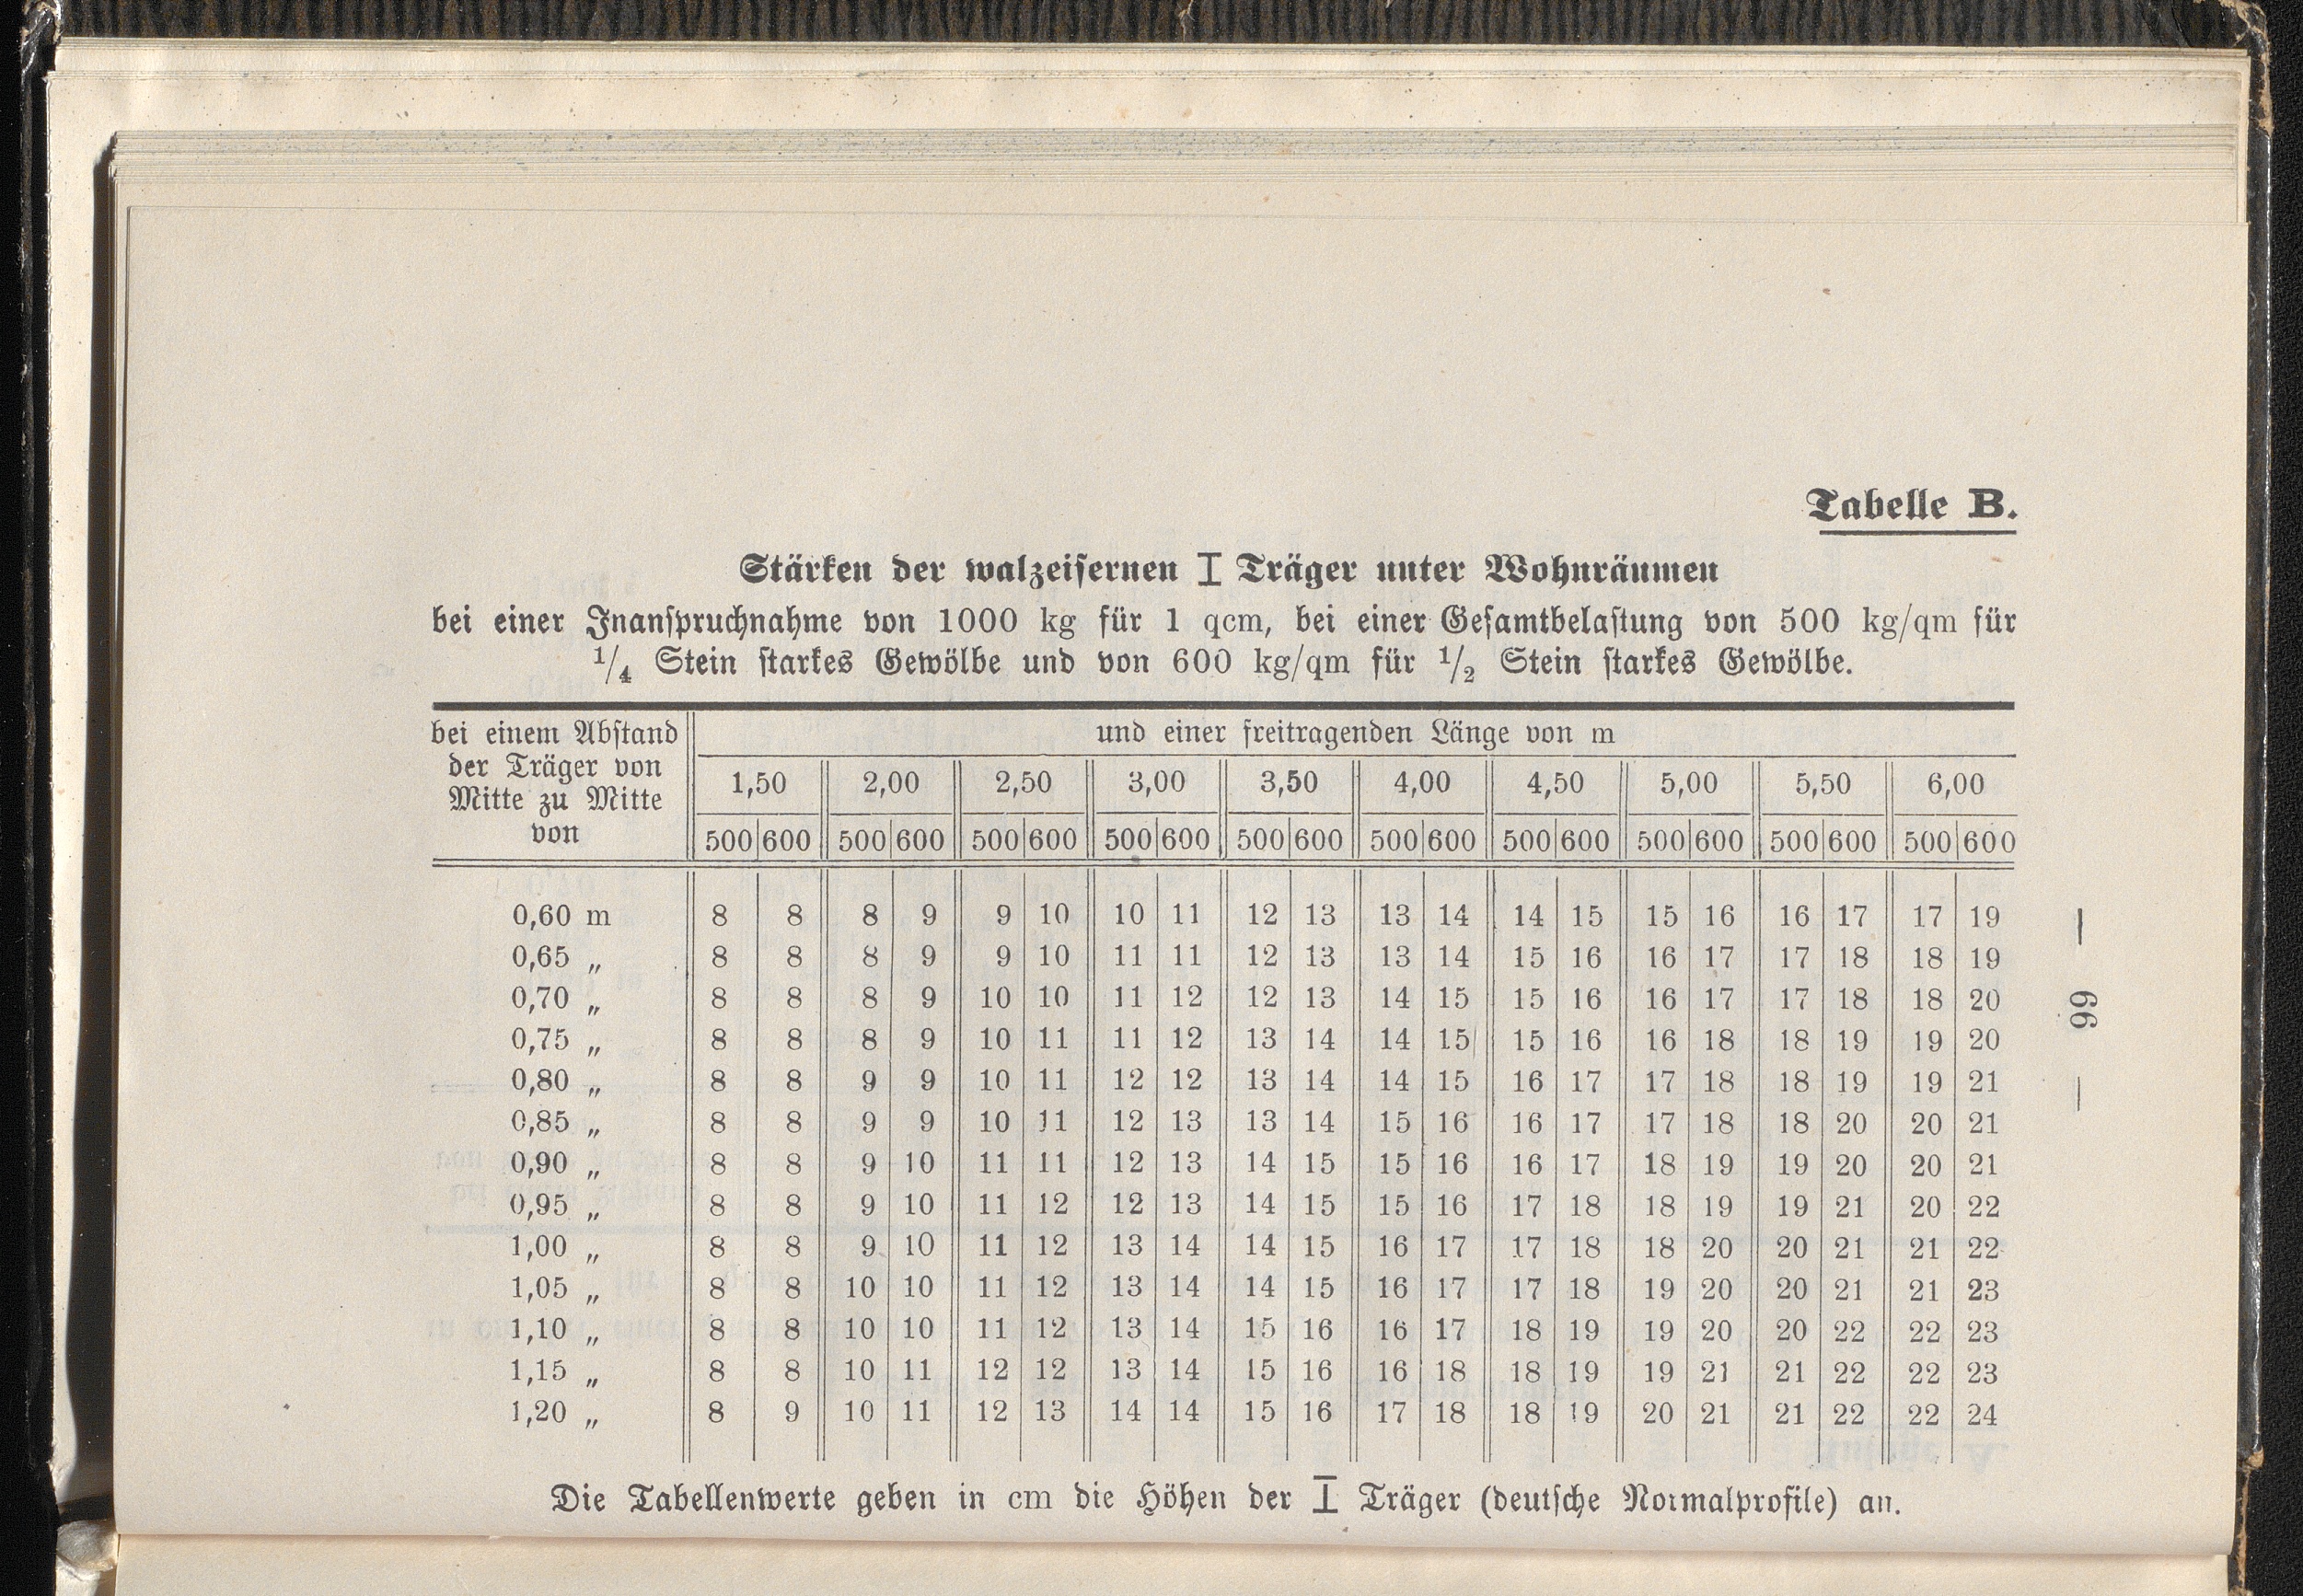 Tabelle B.
Stärken der walzeisernen I Träger unter Wohnräumen
bei einer Inanspruchnahme von 1000 kg für 1 qcm, bei einer Gesamtbelastung von 500 kg/qm für
1/4 Stein starkes Gewölbe und von 600 kg/qm für 1/2 Stein starkes Gewölbe.
bei einem Abstand
der Träger von
Mitte zu Mitte
von
und einer freitragenden Länge von m
1,50 2,00 2,50 3,00 3,50 4,00 4,50 5,00 5,50 6,00
500 600 500 600 500 600 500 600 500 600 500 600 500 600 500 600 500 600 500 600
0,60 m 8 8 8 9 9 10 10 11 12 13 13 14 14 15 15 16 16 17 17 19
0,65 „ 8 8 8 9 9 10 11 11 12 13 13 14 15 16 16 17 17 18 18 19
0,70 „ 8 8 8 9 10 10 11 12 12 13 14 15 15 16 16 17 17 18 18 20
0,75 „ 8 8 8 9 10 11 11 12 13 14 14 15 15 16 16 18 18 19 19 20
0,80 „ 8 8 9 9 10 11 12 12 13 14 14 15 16 17 17 18 18 19 19 21
0,85 „ 8 8 9 9 10 11 12 13 13 14 15 16 16 17 17 18 18 20 20 21
0,90 „ 8 8 9 10 11 11 12 13 14 15 15 16 16 17 18 19 19 20 20 21
0,95 „ 8 8 9 10 11 12 12 13 14 15 15 16 17 18 18 19 19 21 20 22
1,00 „ 8 8 9 10 11 12 13 14 14 15 16 17 17 18 18 20 20 21 21 22
1,05 „ 8 8 10 10 11 12 13 14 14 15 16 17 17 18 19 20 20 21 21 23
1,10 „ 8 8 10 10 11 12 13 14 15 16 16 17 18 19 19 20 20 22 22 23
1,15 „ 8 8 10 11 12 12 13 14 15 16 16 18 18 19 19 21 21 22 22 23
1,20 „ 8 9 10 11 12 13 14 14 15 16 17 18 18 19 20 21 21 22 22 24
Die Tabellenwerte geben in cm die Höhen der I Träger (deutsche Normalprofile) an.
— 99 —